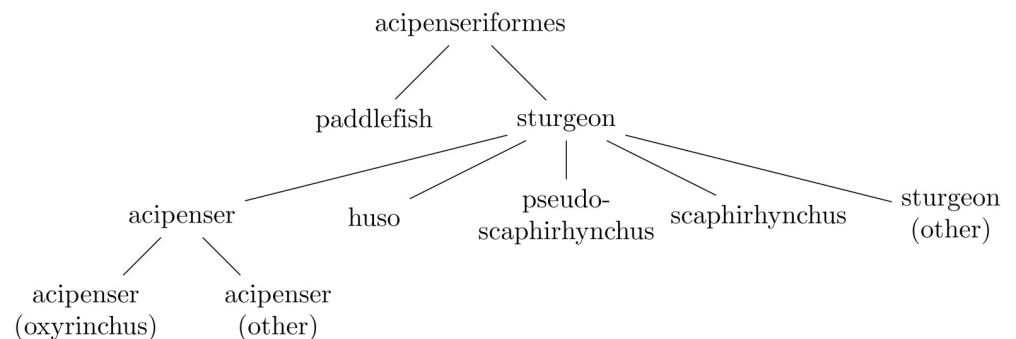 acipenseriformes
paddlefish
sturgeon
acipenser
huso
pseudo-
scaphirhynchus
scaphirhynchus
sturgeon
(other)
acipenser
(oxyrinchus)
acipenser
(other)